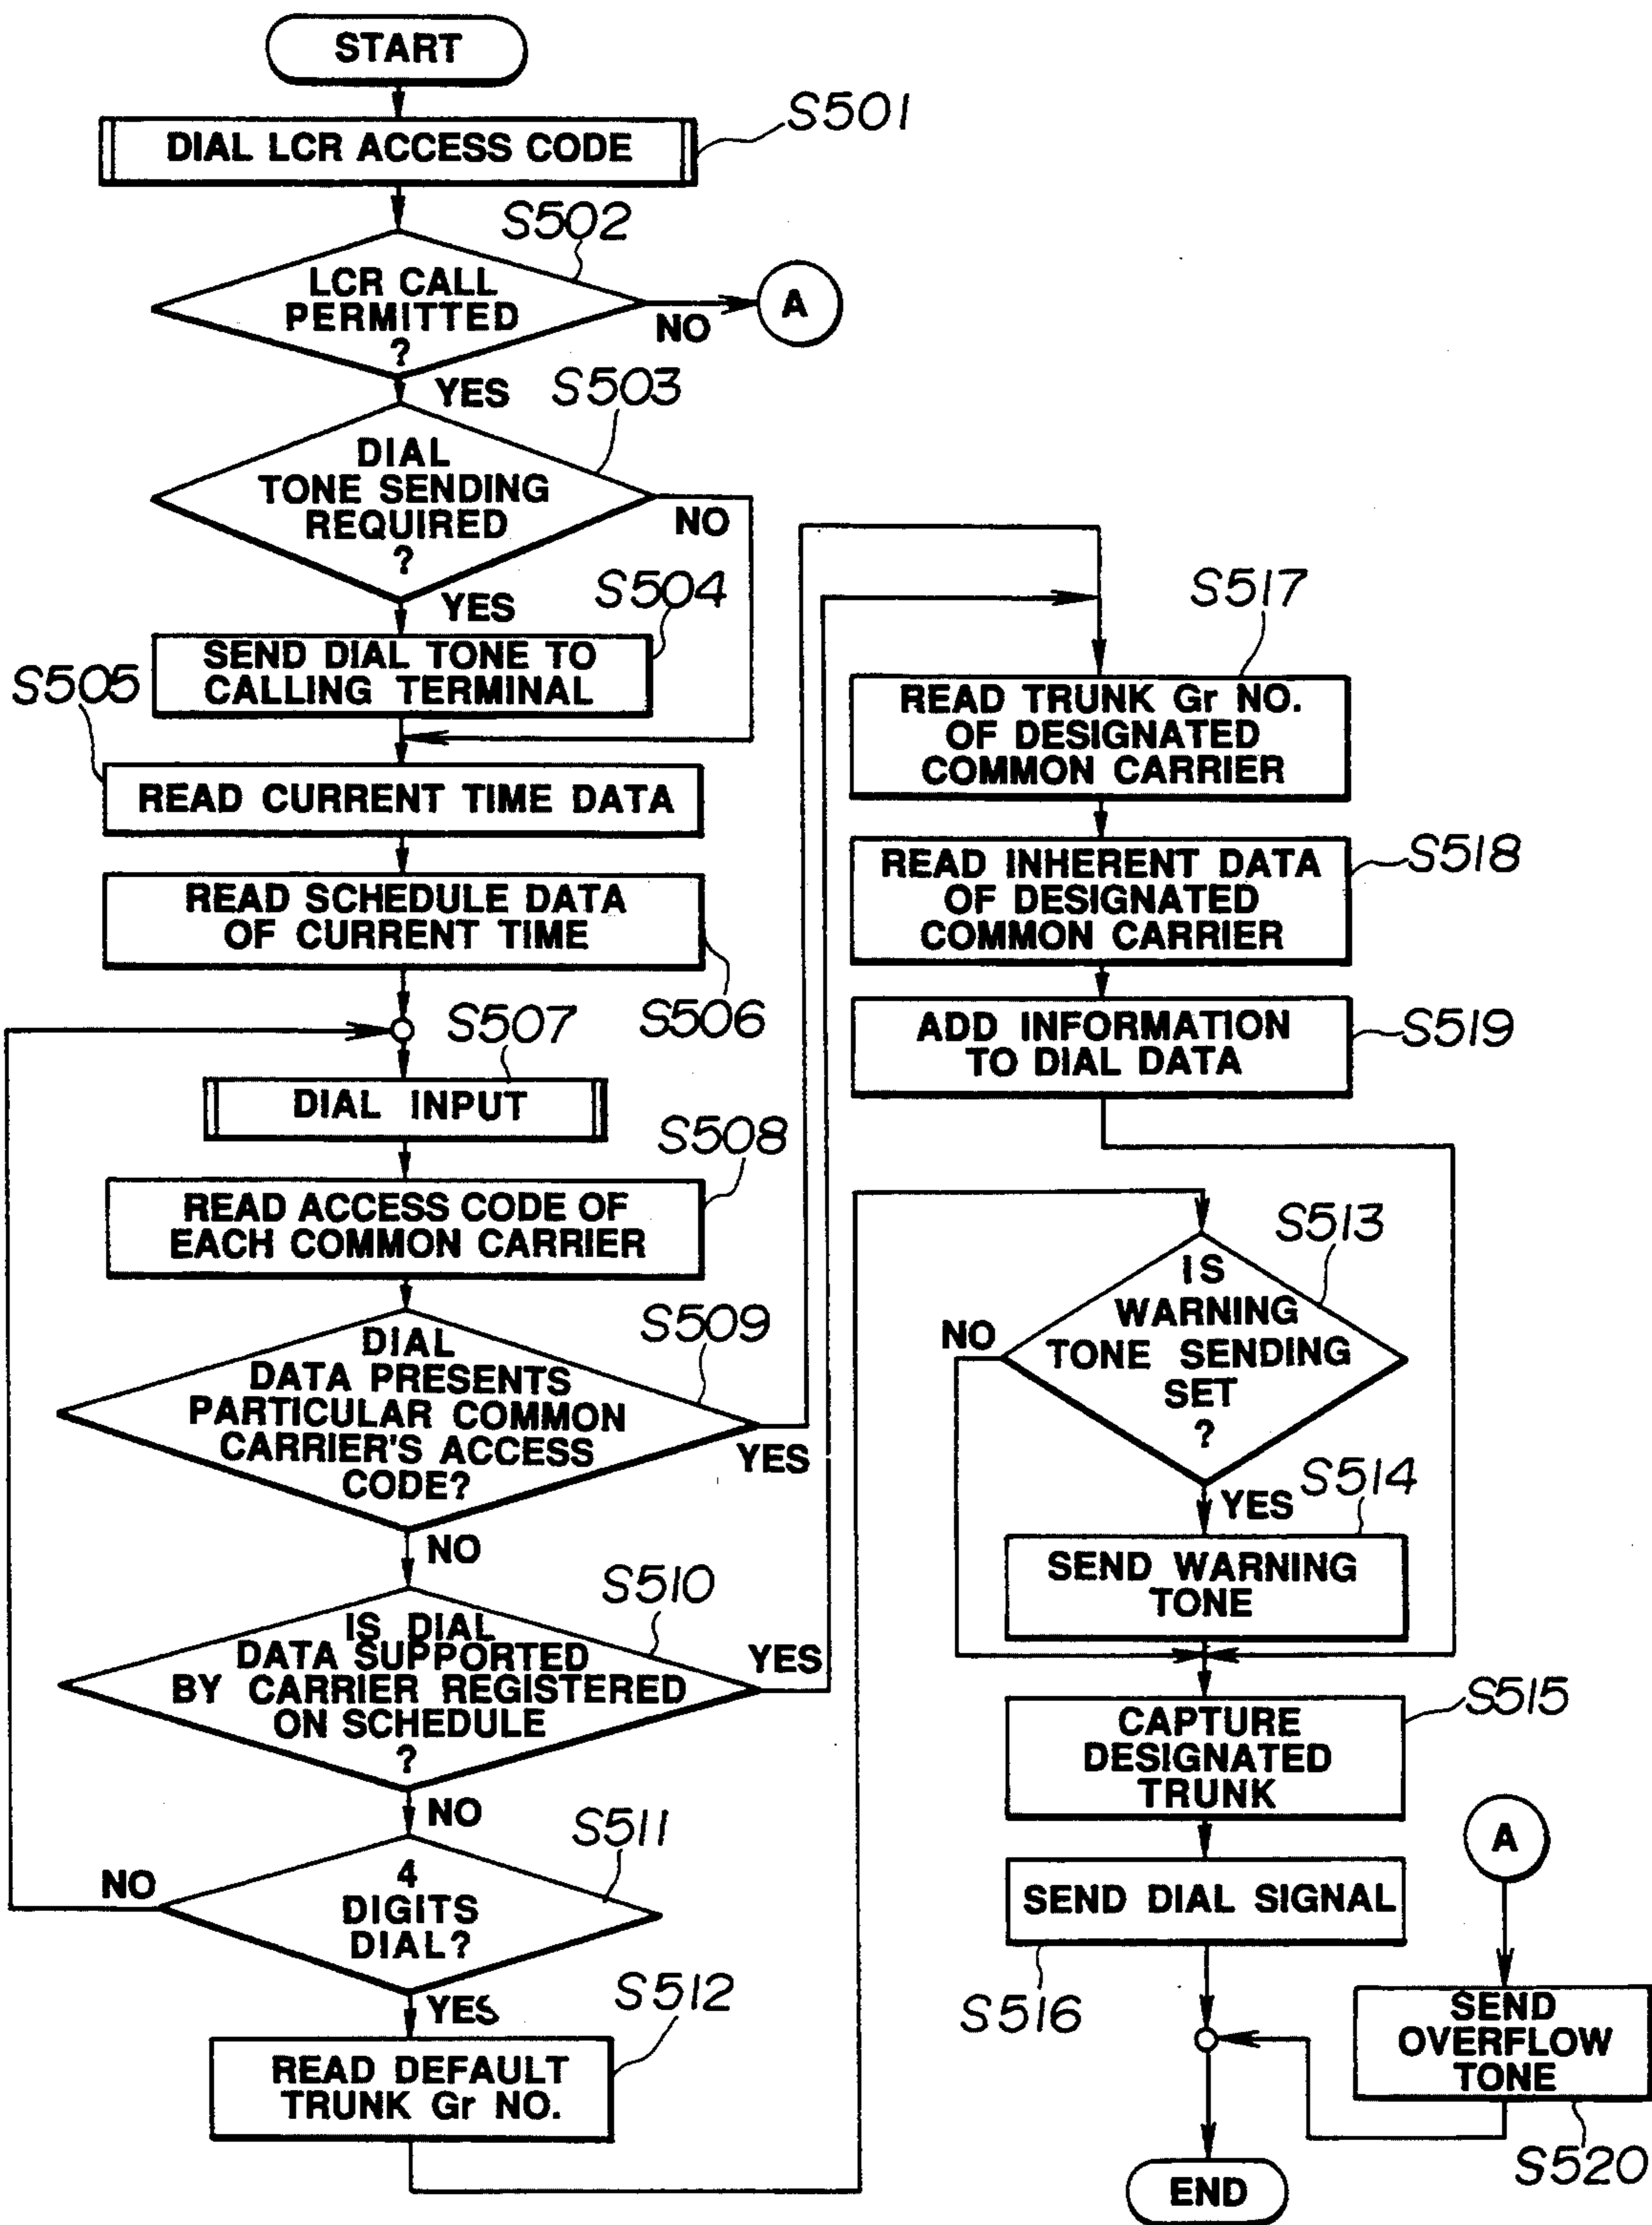 START
S501
DIAL LCR ACCESS CODE
S502
LCR CALL
PERMITTED
?
NO
A
YES
S503
DIAL
TONE SENDING
REQUIRED
?
NO
YES
S504
SEND DIAL TONE TO
CALLING TERMINAL
S505
READ CURRENT TIME DATA
READ SCHEDULE DATA
OF CURRENT TIME
S506
S507
DIAL INPUT
S508
READ ACCESS CODE OF
EACH COMMON CARRIER
S509
DIAL
DATA PRESENTS
PARTICULAR COMMON
CARRIER'S ACCESS
CODE?
YES
NO
S510
IS DIAL
DATA SUPPORTED
BY CARRIER REGISTERED
ON SCHEDULE
?
YES
NO
S511
4
DIGITS
DIAL?
NO
YES
S512
READ DEFAULT
TRUNK Gr NO.
S517
READ TRUNK Gr NO.
OF DESIGNATED
COMMON CARRIER
S518
READ INHERENT DATA
OF DESIGNATED
COMMON CARRIER
S519
ADD INFORMATION
TO DIAL DATA
S513
IS
WARNING
TONE SENDING
SET
?
NO
YES
S514
SEND WARNING
TONE
S515
CAPTURE
DESIGNATED
TRUNK
SEND DIAL SIGNAL
S516
A
SEND
OVERFLOW
TONE
S520
END